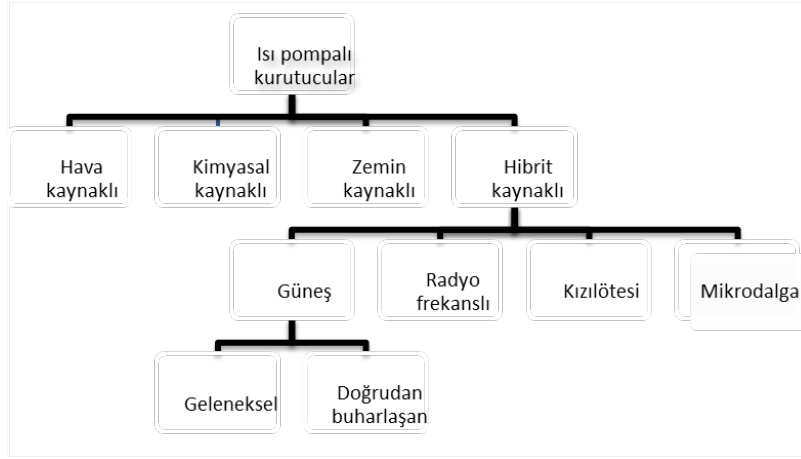 Isı pompalı
kurutucular
Hava
kaynaklı
Kimyasal
kaynaklı
Zemin
kaynaklı
Hibrit
kaynaklı
Güneş
Radyo
frekanslı
Kızılötesi
Mikrodalga
Geleneksel
Doğrudan
buharlaşan